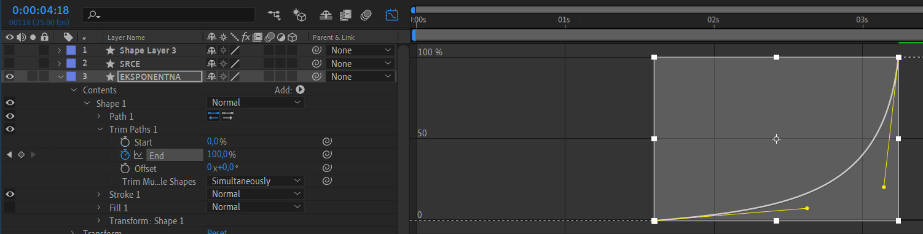 0:00:04:18
00118 (25.00 fps)
# Layer Name Parent & Link
1 Shape Layer 3 None
2 SRCE None
3 EKSPONENTNA None
Contents Add:
Shape 1 Normal
Path 1
Trim Paths 1
Start 0,0%
End 100,0%
Offset 0x+0,0°
Trim Mu...le Shapes Simultaneously
Stroke 1 Normal
Fill 1 Normal
Transform: Shape 1
Transform Reset
:00s 01s 02s 03s
100 %
50
0